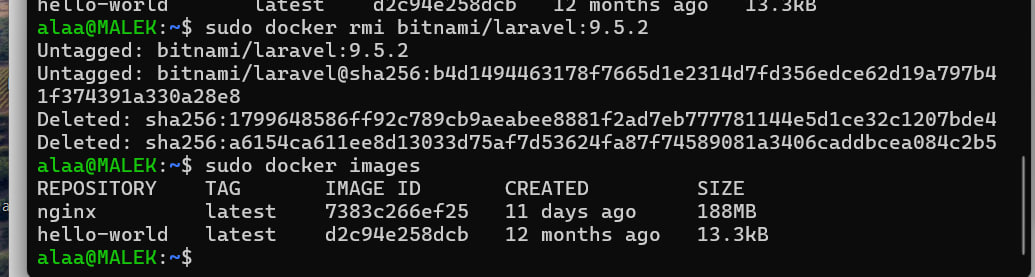 hello-world latest d2c94e258dcb 12 months ago 13.3kB
alaa@MALEK:~$ sudo docker rmi bitnami/laravel:9.5.2
Untagged: bitnami/laravel:9.5.2
Untagged: bitnami/laravel@sha256:b4d1494463178f7665d1e2314d7fd356edce62d19a797b4
1f374391a330a28e8
Deleted: sha256:1799648586ff92c789cb9aeabee8881f2ad7eb777781144e5d1ce32c1207bde4
Deleted: sha256:a6154ca611ee8d13033d75af7d53624fa87f74589081a3406caddbcea084c2b5
alaa@MALEK:~$ sudo docker images
REPOSITORY TAG IMAGE ID CREATED SIZE
nginx latest 7383c266ef25 11 days ago 188MB
hello-world latest d2c94e258dcb 12 months ago 13.3kB
alaa@MALEK:~$